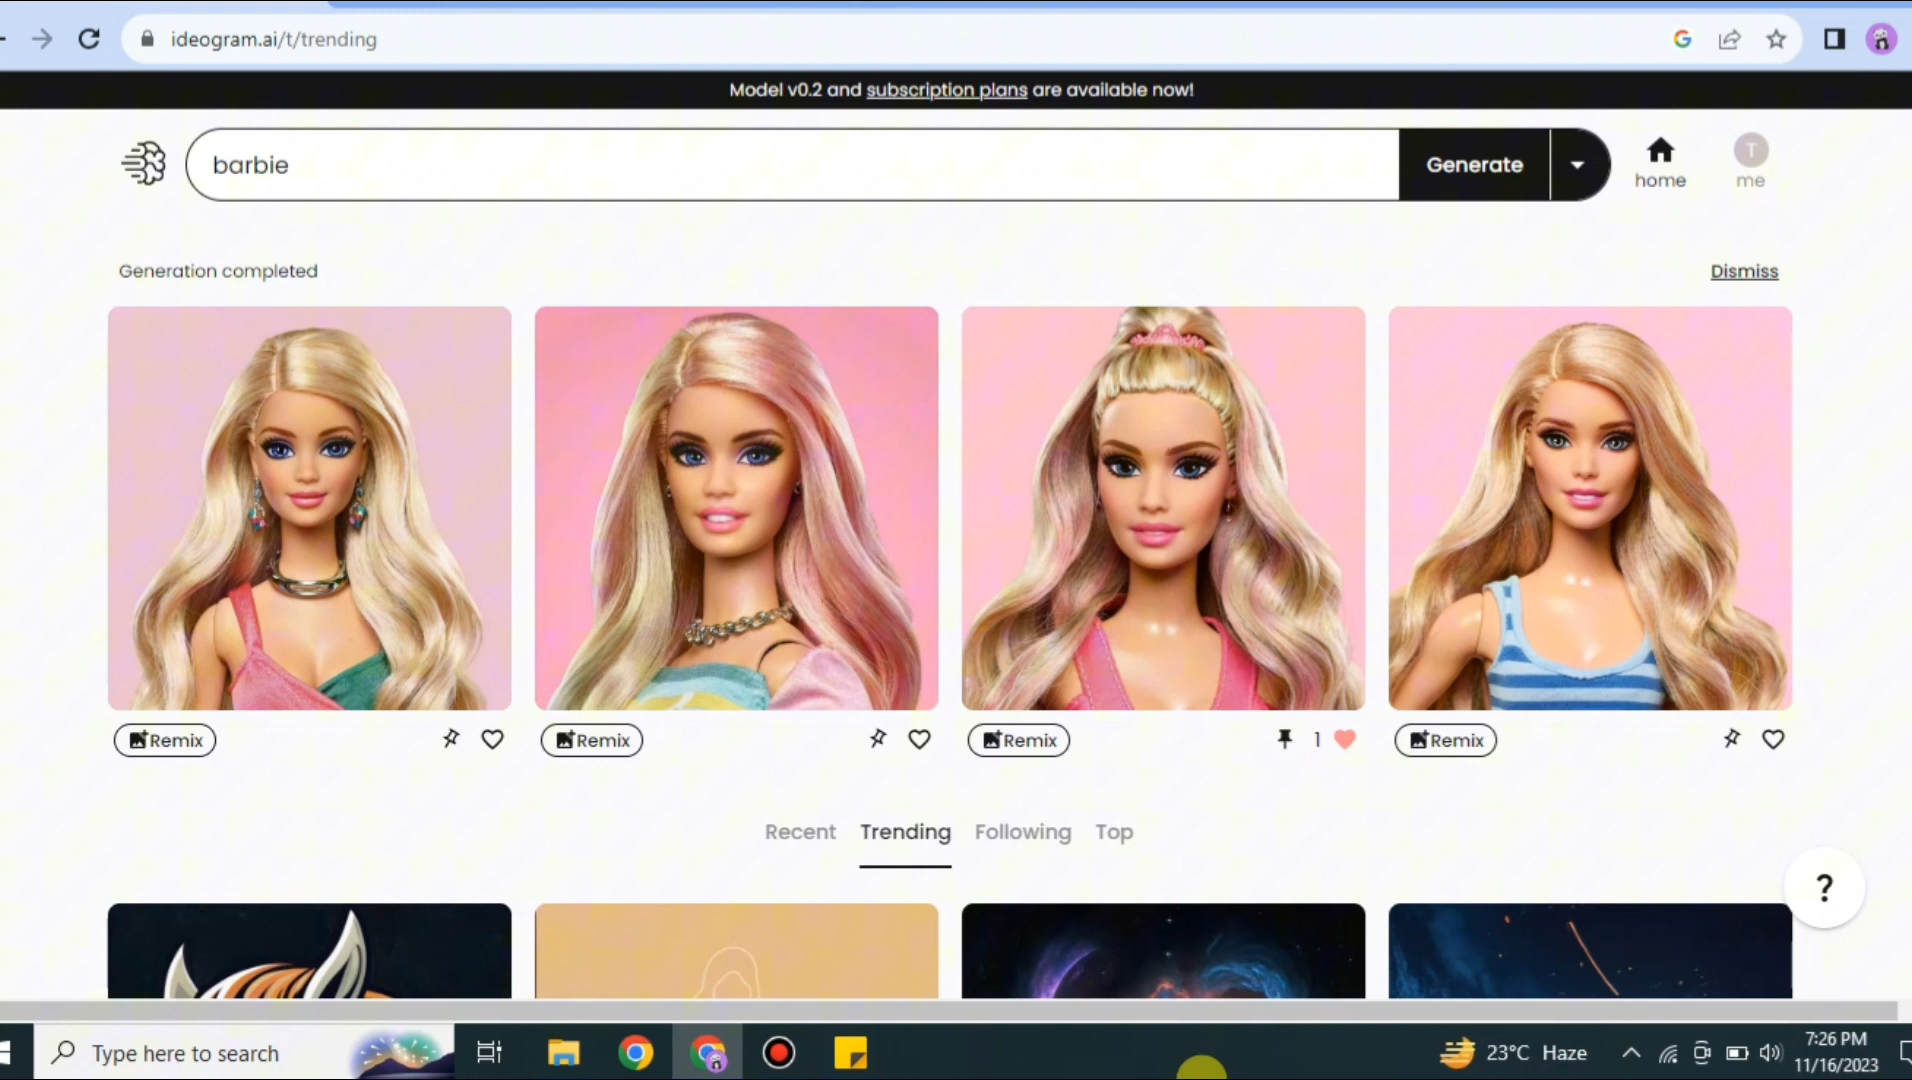 ideogram.ai/t/trending
Model v0.2 and subscription plans are available now!
barbie
Generate
home
T
me
Generation completed
Dismiss
Remix
Remix
Remix
1
Remix
Recent Trending Following Top
?
Type here to search
23°C Haze
7:26 PM
11/16/2023